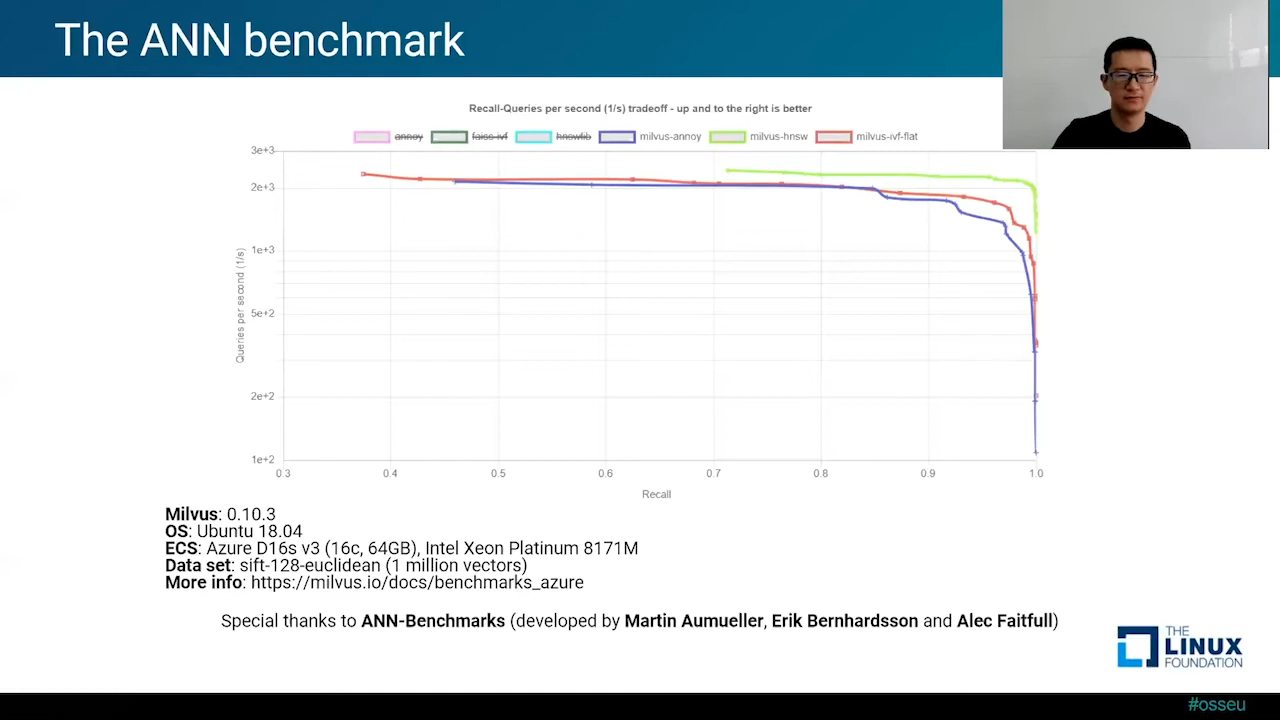 The ANN benchmark
Recall-Queries per second (1/s) tradeoff - up and to the right is better
annoy faiss-ivf hnswlib milvus-annoy milvus-hnsw milvus-ivf-flat
3e+3
2e+3
1e+3
5e+2
2e+2
1e+2
Queries per second (1/s)
0.3 0.4 0.5 0.6 0.7 0.8 0.9 1.0
Recall
Milvus: 0.10.3
OS: Ubuntu 18.04
ECS: Azure D16s v3 (16c, 64GB), Intel Xeon Platinum 8171M
Data set: sift-128-euclidean (1 million vectors)
More info: https://milvus.io/docs/benchmarks_azure
Special thanks to ANN-Benchmarks (developed by Martin Aumueller, Erik Bernhardsson and Alec Faitfull)
THE
LINUX
FOUNDATION
#osseu